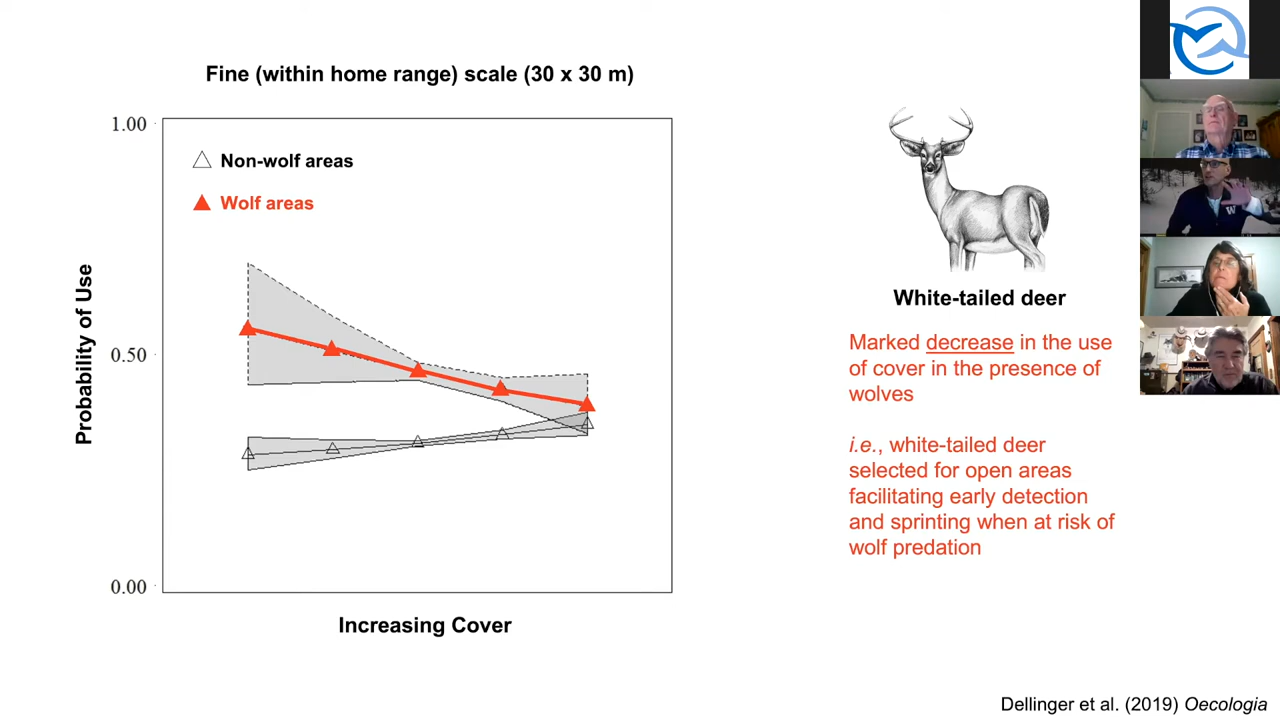 Fine (within home range) scale (30 x 30 m)
1.00
Non-wolf areas
Wolf areas
Probability of Use
0.50
0.00
Increasing Cover
White-tailed deer
Marked decrease in the use
of cover in the presence of
wolves
i.e., white-tailed deer
selected for open areas
facilitating early detection
and sprinting when at risk of
wolf predation
W
Dellinger et al. (2019) Oecologia